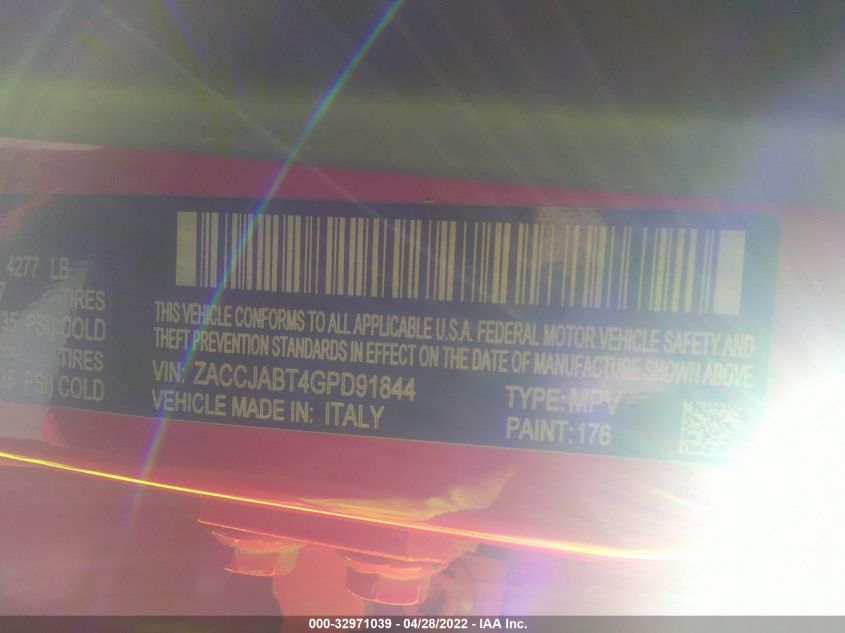 4277 LB
TIRES
35 PSI) COLD
TIRES
35 PSI) COLD
THIS VEHICLE CONFORMS TO ALL APPLICABLE U.S.A. FEDERAL MOTOR VEHICLE SAFETY AND
THEFT PREVENTION STANDARDS IN EFFECT ON THE DATE OF MANUFACTURE SHOWN ABOVE
VIN: ZACCJABT4GPD91844
TYPE: MPV
VEHICLE MADE IN: ITALY
PAINT: 176
000-32971039 - 04/28/2022 - IAA Inc.